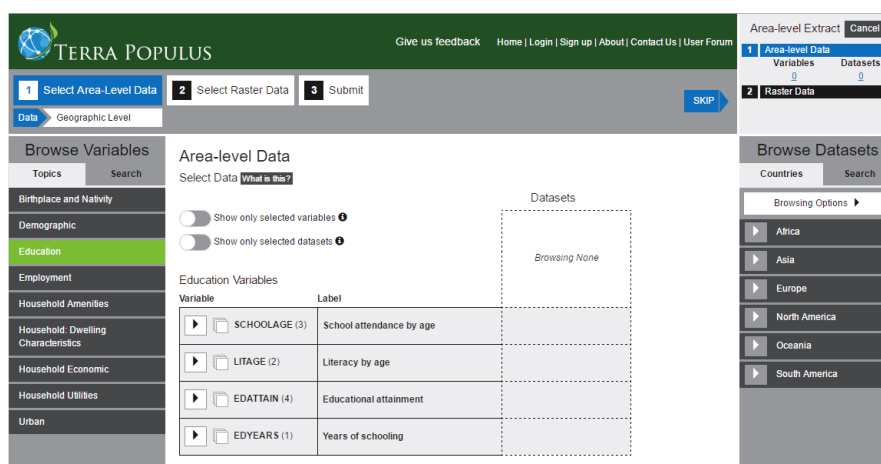 TERRA POPULUS
Give us feedback
Home | Login | Sign up | About | Contact Us | User Forum
Area-level Extract Cancel
1 Area-level Data
Variables Datasets
0 0
2 Raster Data
1 Select Area-Level Data
2 Select Raster Data
3 Submit
SKIP
Data Geographic Level
Browse Variables
Topics Search
Birthplace and Nativity
Demographic
Education
Employment
Household Amenities
Household: Dwelling
Characteristics
Household Economic
Household Utilities
Urban
Area-level Data
Select Data What is this?
Show only selected variables
Show only selected datasets
Datasets
Browsing None
Education Variables
Variable Label
SCHOOLAGE (3) School attendance by age
LITAGE (2) Literacy by age
EDATTAIN (4) Educational attainment
EDYEARS (1) Years of schooling
Browse Datasets
Countries Search
Browsing Options
Africa
Asia
Europe
North America
Oceania
South America